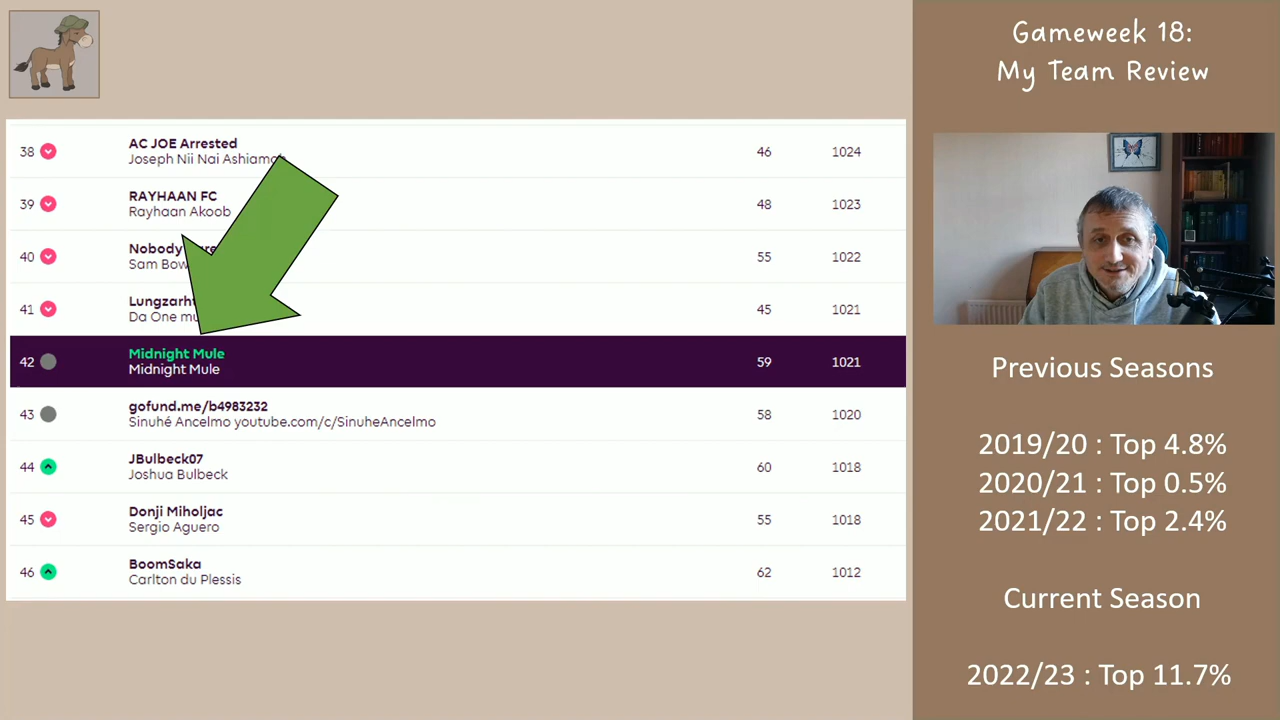 Gameweek 18:
My Team Review
38 AC JOE Arrested 46 1024
Joseph Nii Nai
39 RAYHAAN FC 48 1023
Rayhaan Akoob
40 Nobody 55 1022
Sam
41 45 1021
Da One
42 Midnight Mule 59 1021
Midnight Mule
43 gofund.me/b4983232 58 1020
Sinuhé Ancelmo youtube.com/c/SinuheAncelmo
44 JBulbeck07 60 1018
Joshua Bulbeck
45 Donji Miholjac 55 1018
Sergio Aguero
46 BoomSaka 62 1012
Carlton du Plessis
Previous Seasons
2019/20 : Top 4.8%
2020/21 : Top 0.5%
2021/22 : Top 2.4%
Current Season
2022/23 : Top 11.7%